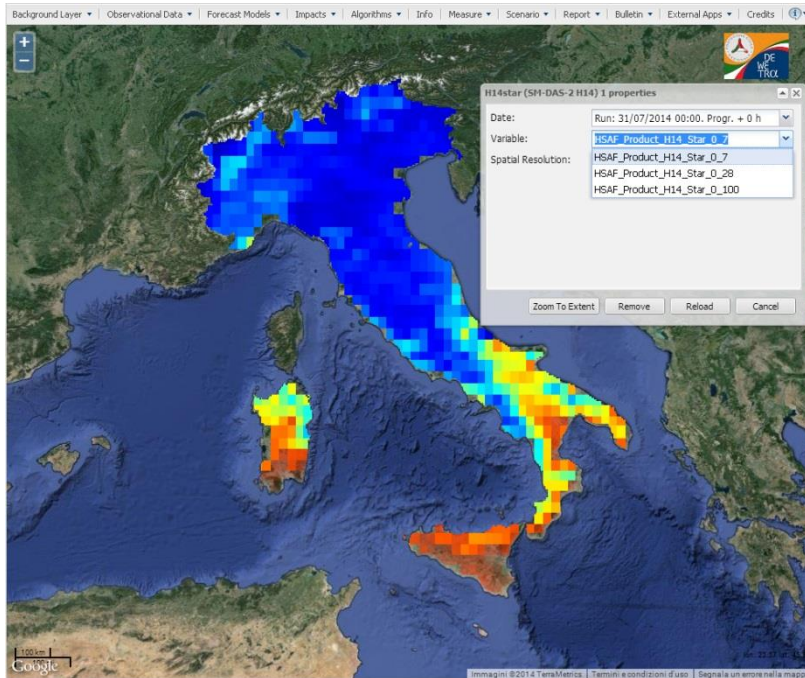 Background Layer Observational Data Forecast Models Impacts Algorithms Info Measure Scenario Report Bulletin External Apps Credits
DE
WE
TRα
H14star (SM-DAS-2 H14) 1 properties
Date: Run: 31/07/2014 00:00. Progr. + 0 h
Variable: HSAF_Product_H14_Star_0_7
Spatial Resolution: HSAF_Product_H14_Star_0_7
HSAF_Product_H14_Star_0_28
HSAF_Product_H14_Star_0_100
Zoom To Extent Remove Reload Cancel
100 km
Google
Immagini ©2014 TerraMetrics Termini e condizioni d'uso Segnala un errore nella mappa